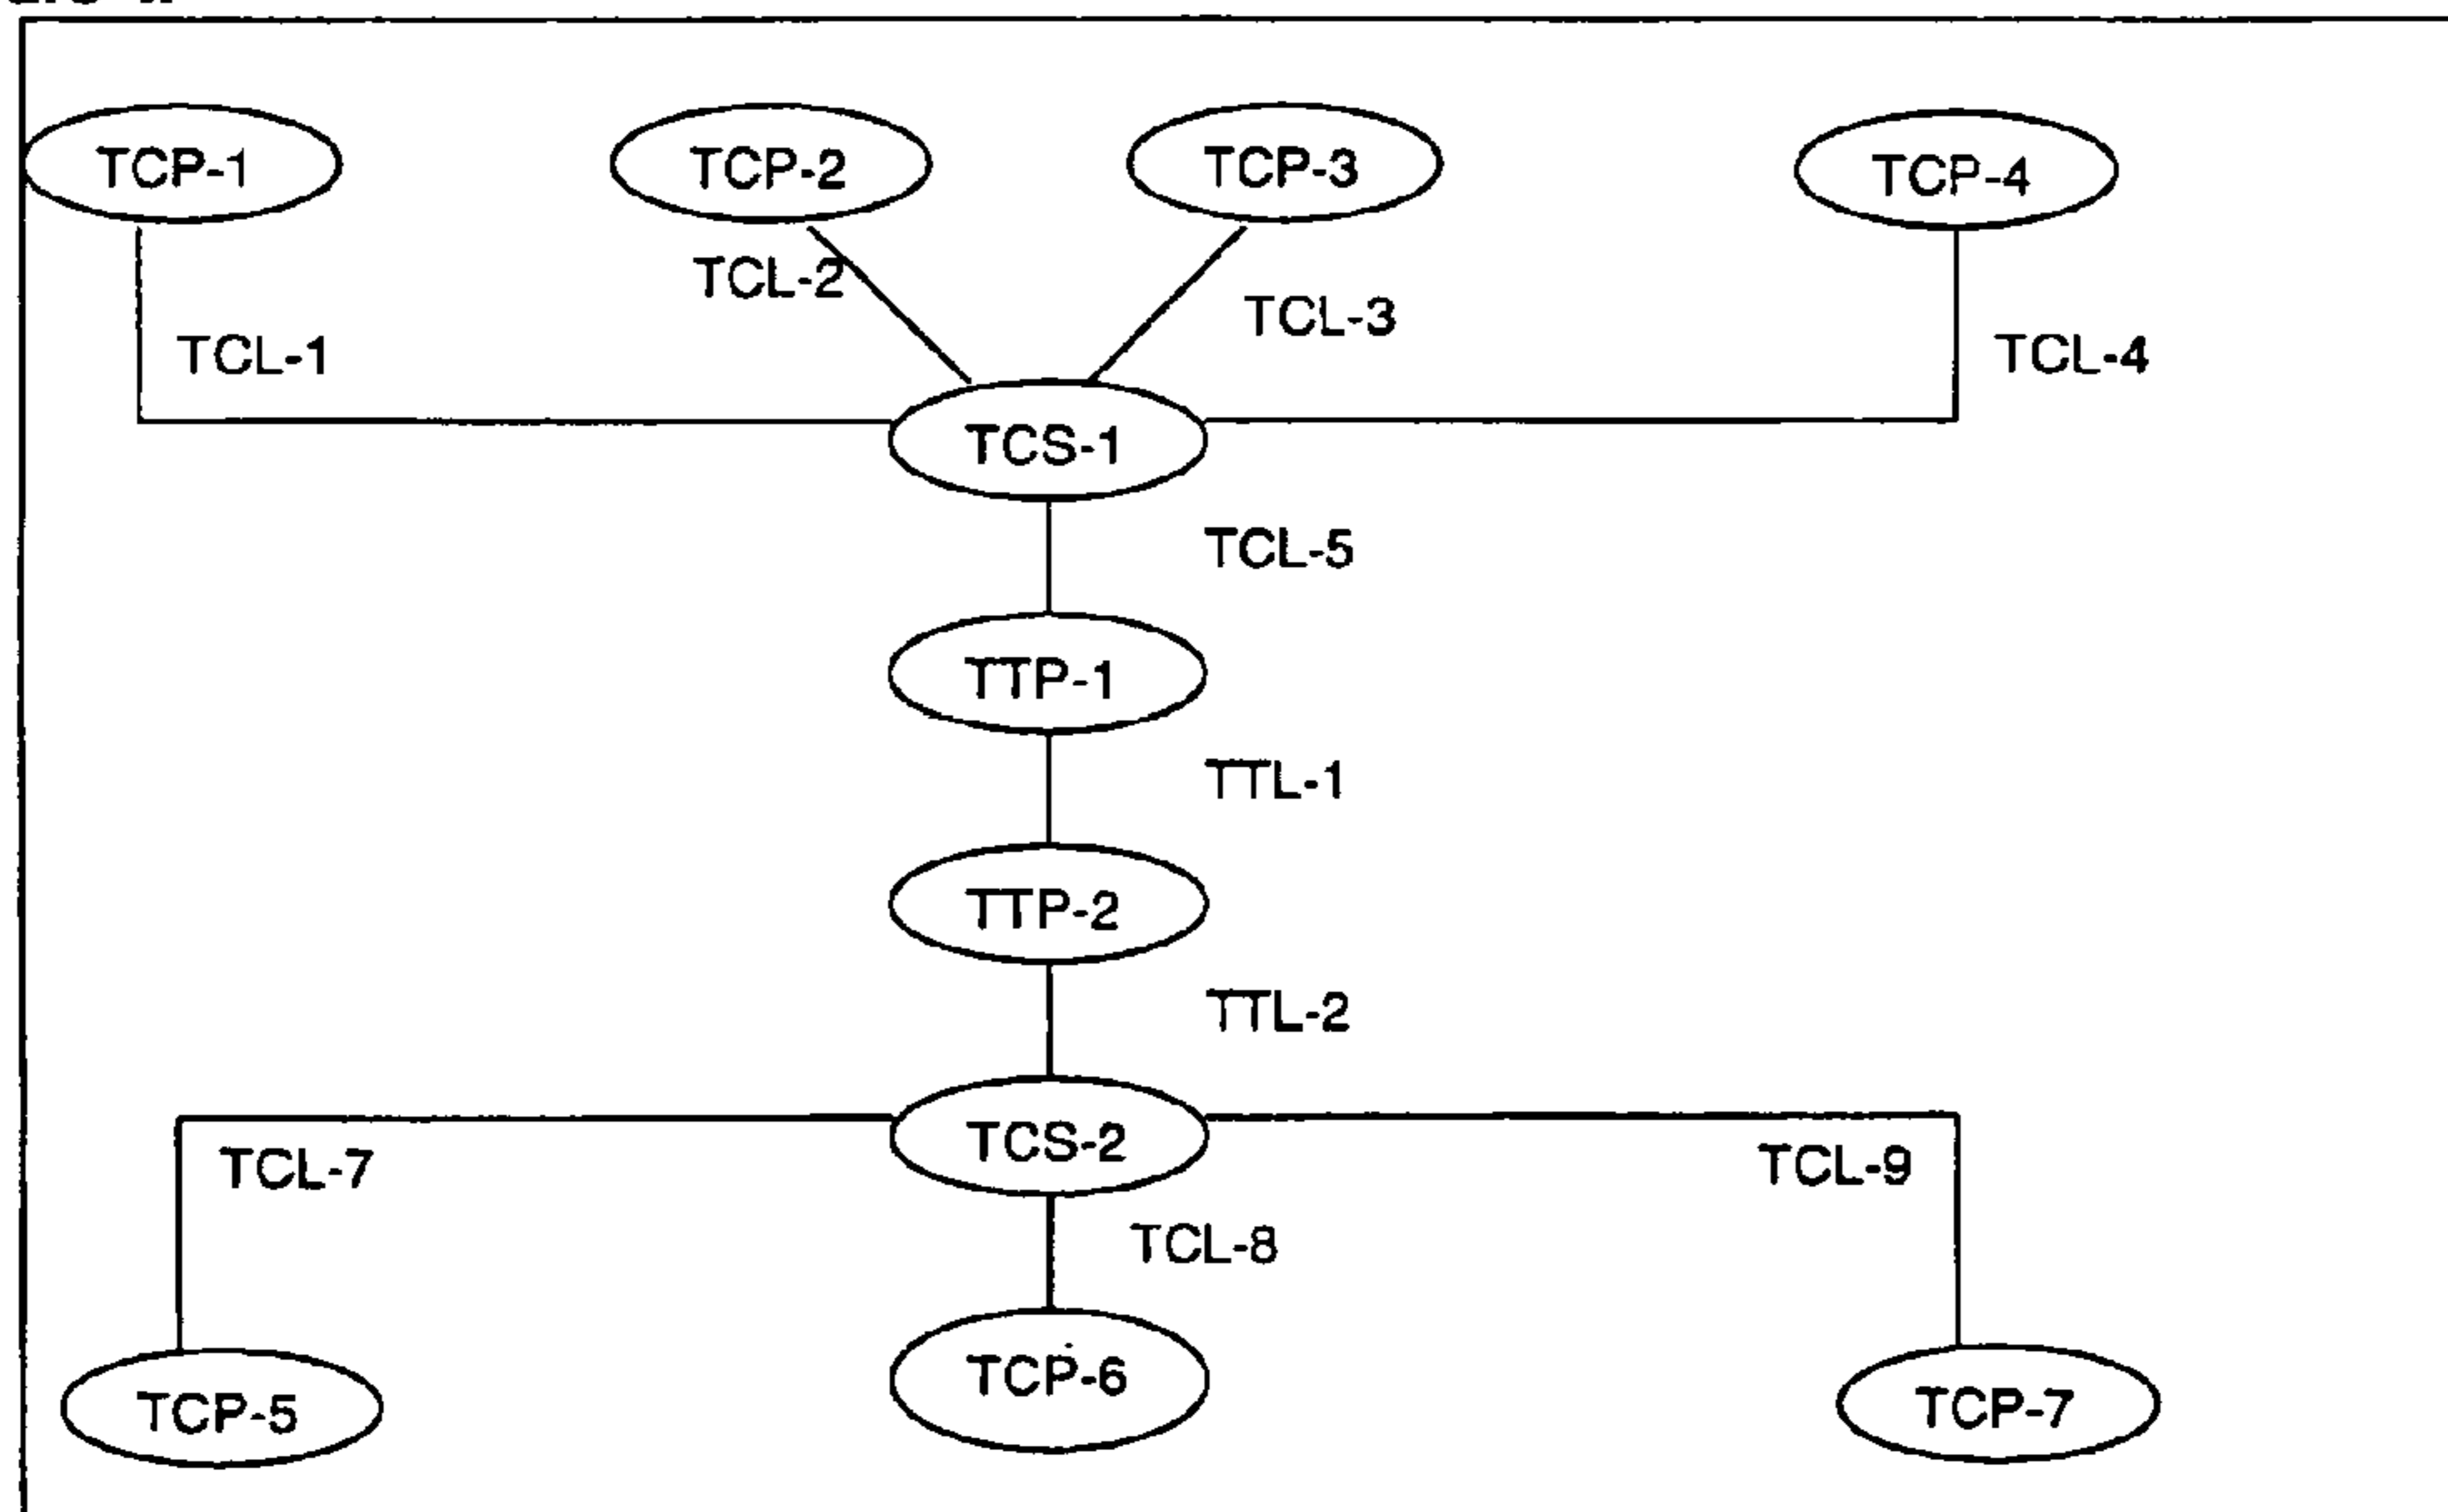 TCP-1
TCP-2
TCP-3
TCP-4
TCL-2
TCL-3
TCL-1
TCL-4
TCS-1
TCL-5
TTP-1
TTL-1
TTP-2
TTL-2
TCS-2
TCL-7
TCL-9
TCL-8
TCP-6
TCP-5
TCP-7